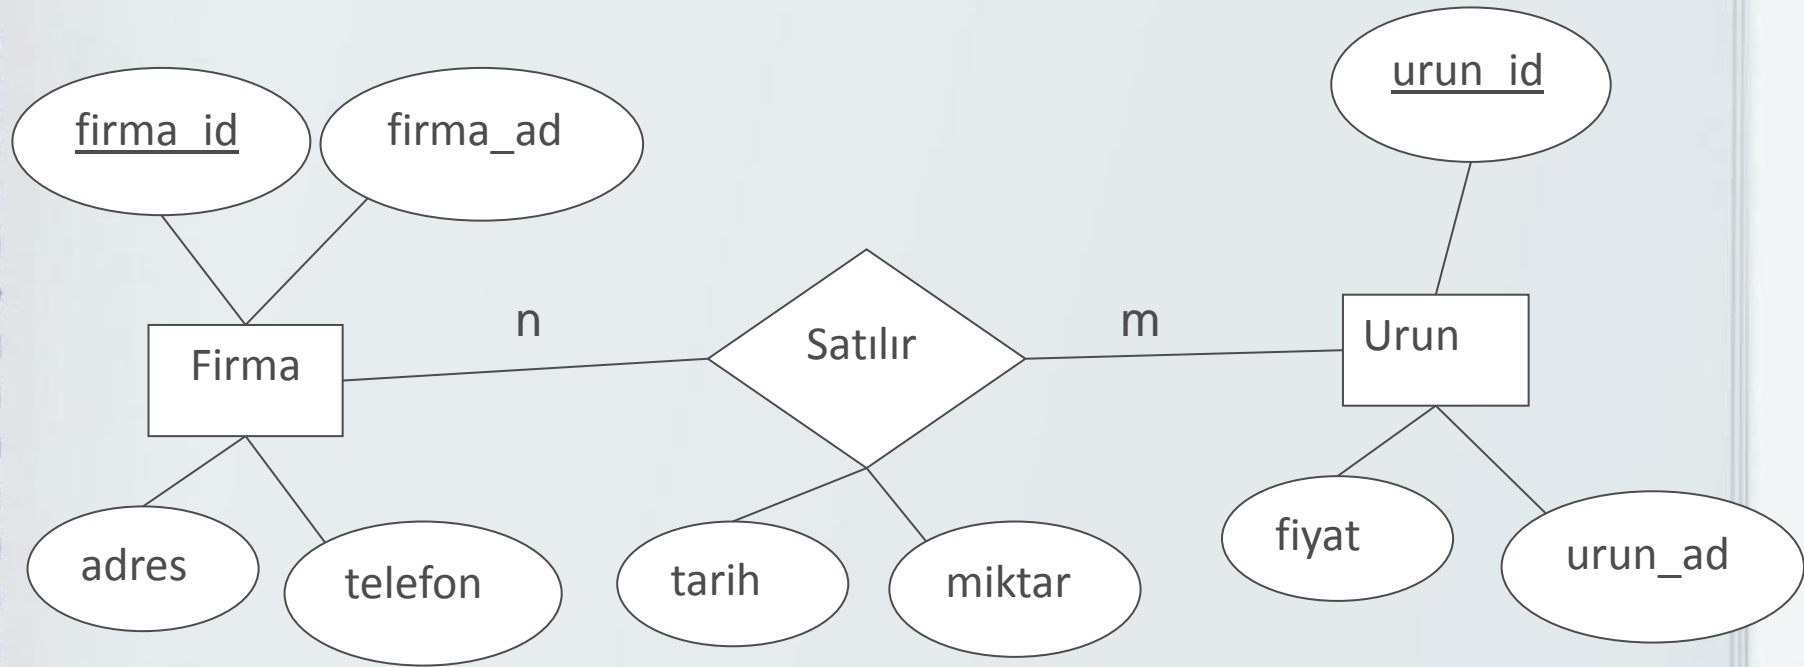 urun_id
firma_id
firma_ad
n
m
Satılır
Urun
Firma
adres
telefon
tarih
miktar
fiyat
urun_ad